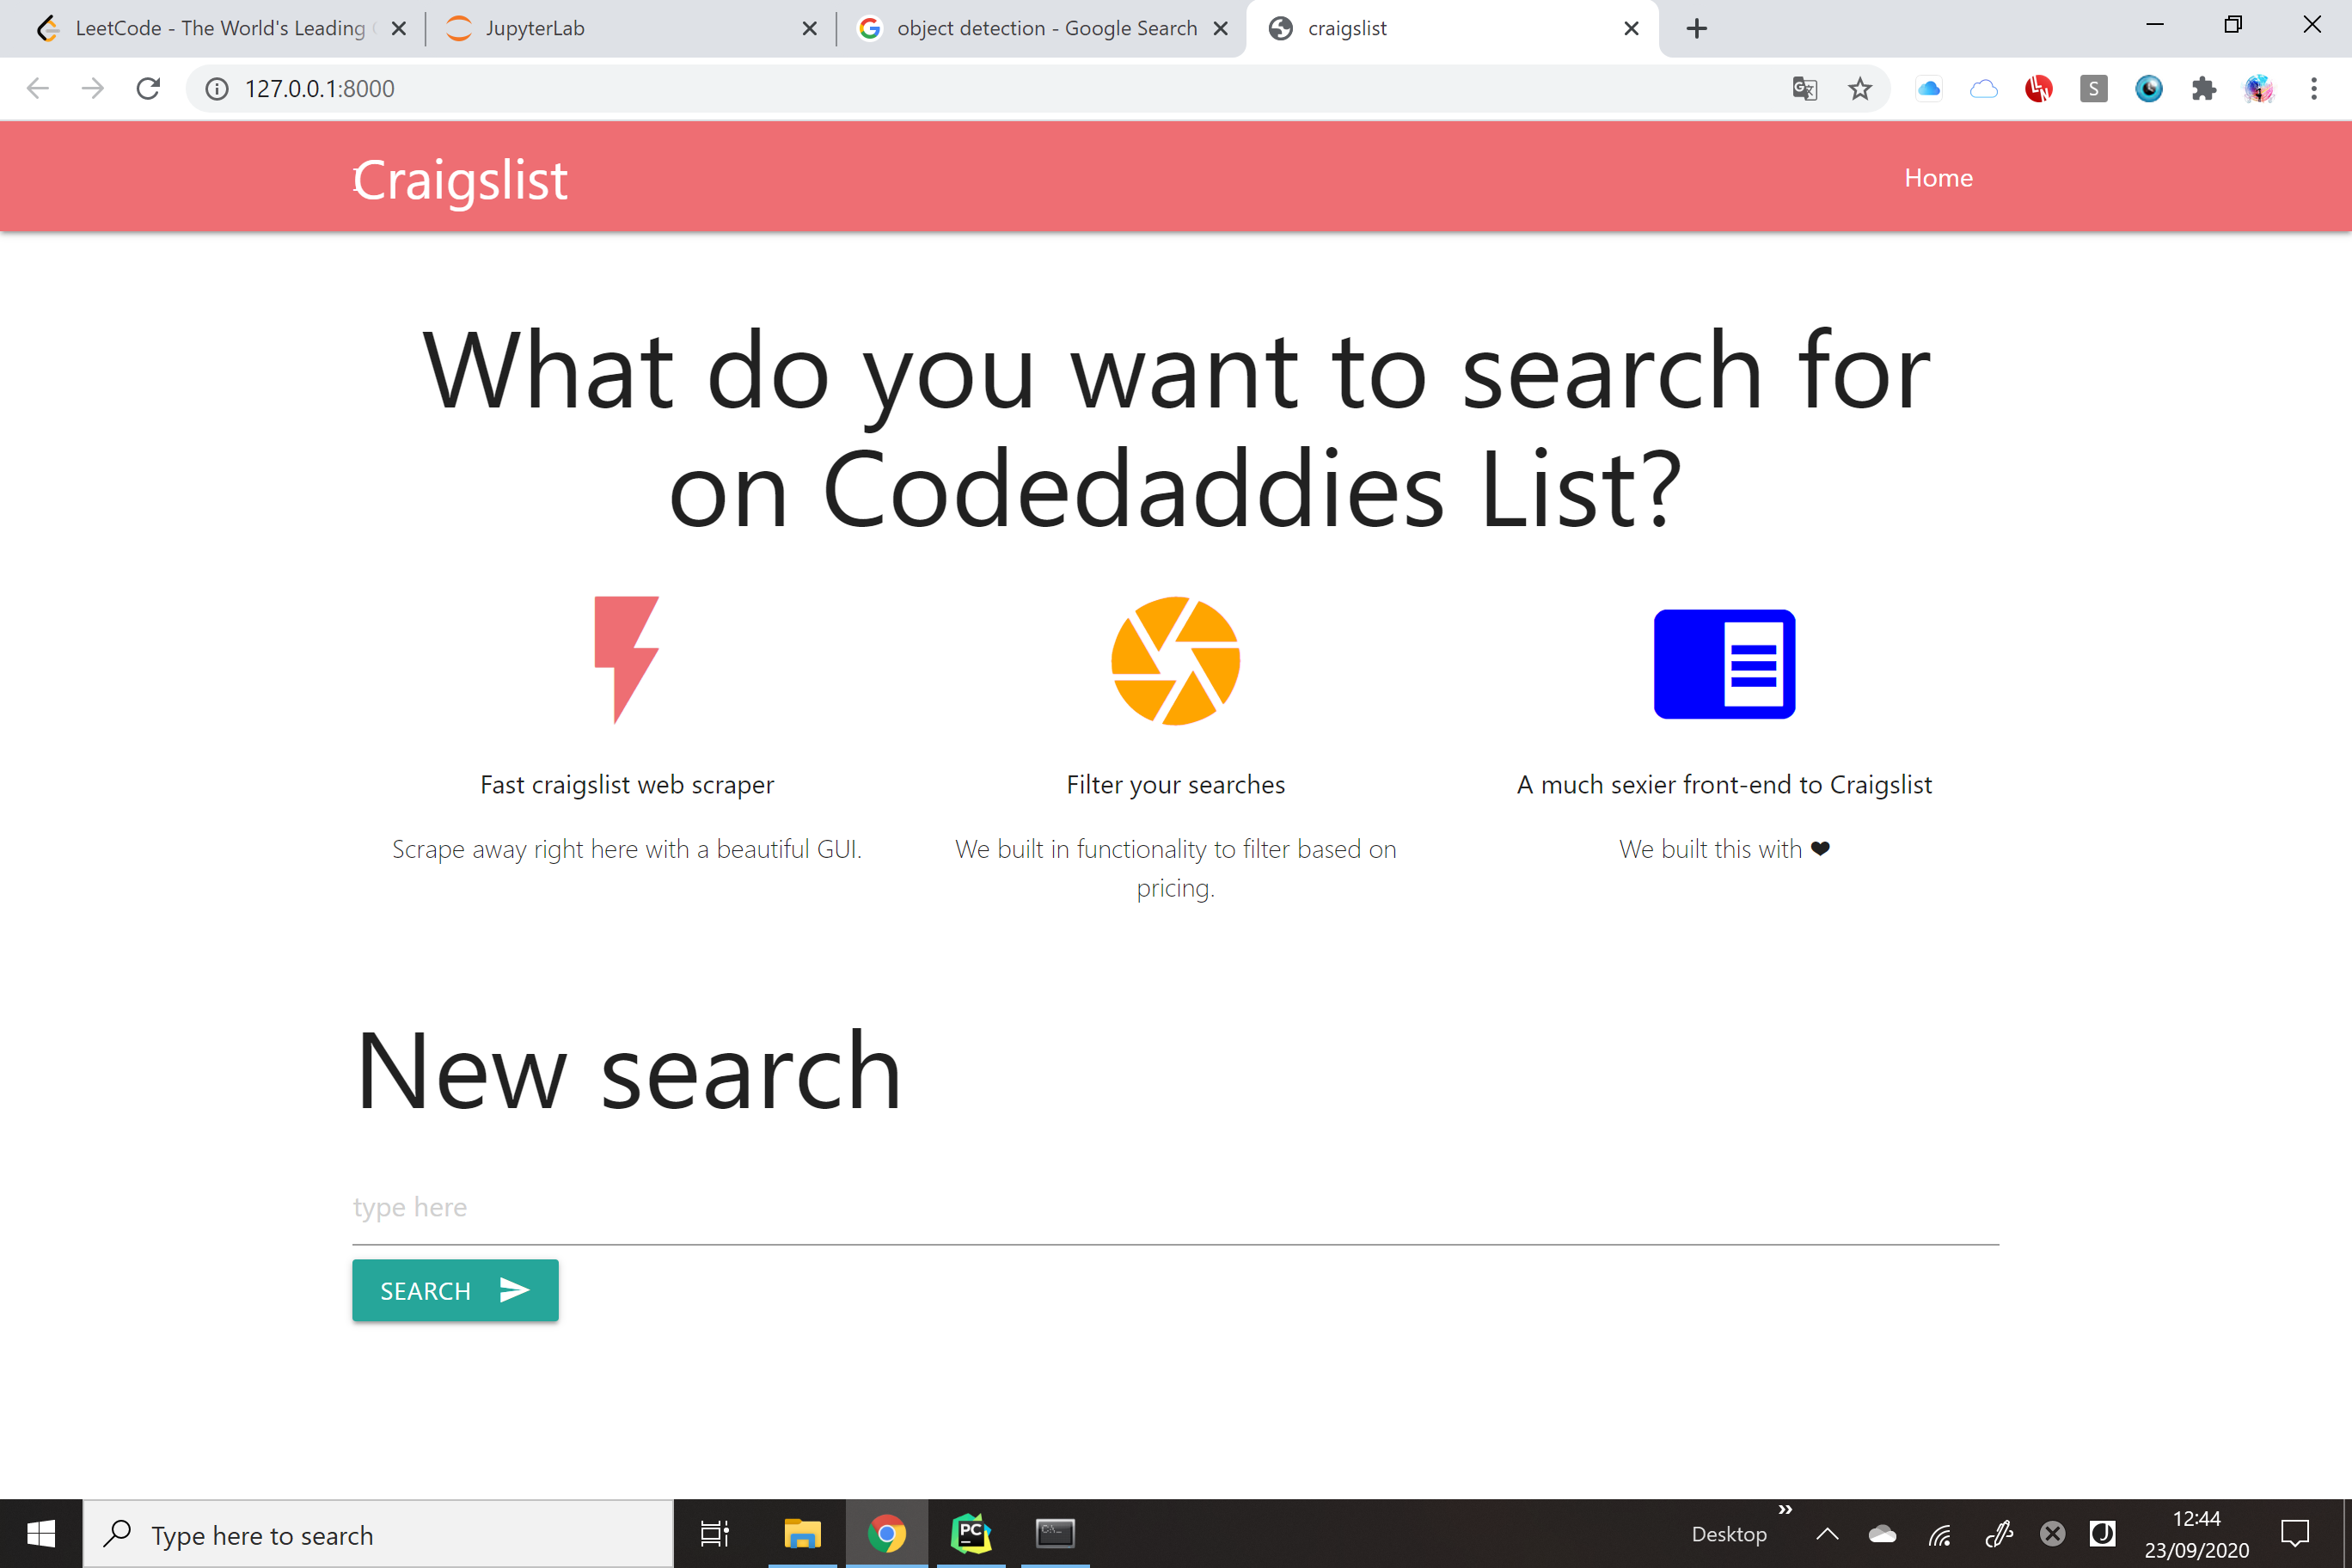 LeetCode - The World's Leading
JupyterLab
object detection - Google Search
craigslist
127.0.0.1:8000
S
LN
Craigslist
Home
What do you want to search for
on Codedaddies List?
Fast craigslist web scraper
Filter your searches
A much sexier front-end to Craigslist
Scrape away right here with a beautiful GUI.
We built in functionality to filter based on
pricing.
We built this with ❤
New search
type here
SEARCH
Type here to search
PC
Desktop
12:44
23/09/2020